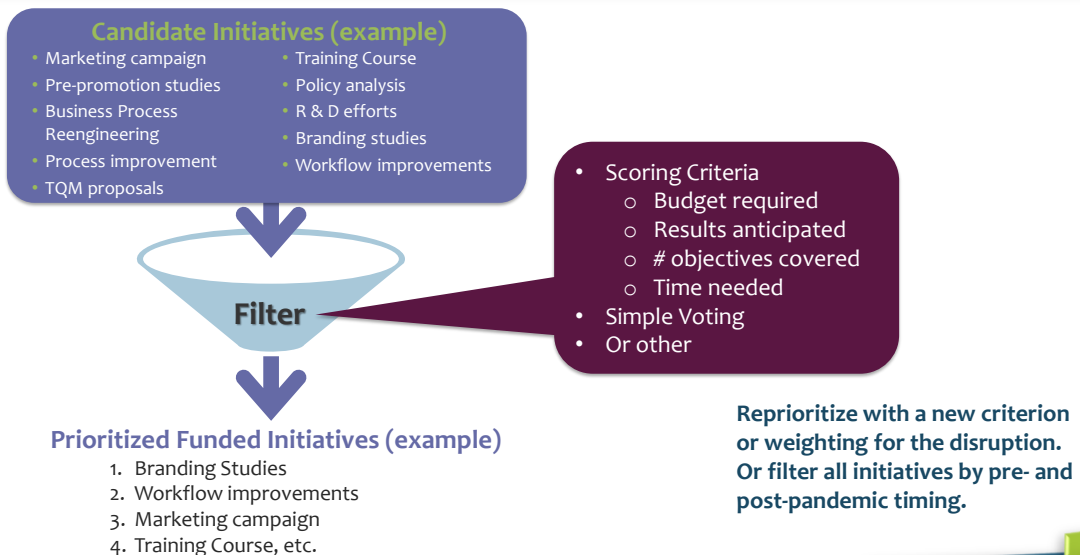 Candidate Initiatives (example)
• Marketing campaign
• Pre-promotion studies
• Business Process
Reengineering
• Process improvement
• TQM proposals
• Training Course
• Policy analysis
• R & D efforts
• Branding studies
• Workflow improvements
• Scoring Criteria
o Budget required
o Results anticipated
o # objectives covered
o Time needed
• Simple Voting
• Or other
Filter
Prioritized Funded Initiatives (example)
1. Branding Studies
2. Workflow improvements
3. Marketing campaign
4. Training Course, etc.
Reprioritize with a new criterion
or weighting for the disruption.
Or filter all initiatives by pre- and
post-pandemic timing.